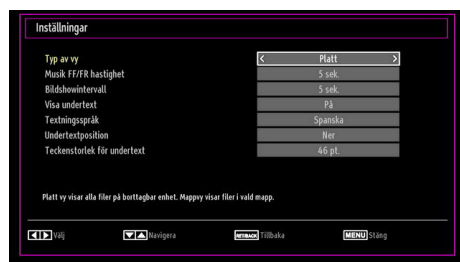 Inställningar
Typ av vy < Platt >
Musik FF/FR hastighet 5 sek.
Bildshowintervall 5 sek.
Visa undertext På
Textningsspråk Spanska
Undertextposition Ner
Teckenstorlek för undertext 46 pt.
Platt vy visar alla filer på borttagbar enhet. Mappvy visar filer i vald mapp.
Välj Navigera RET/BACK Tillbaka MENU Stäng